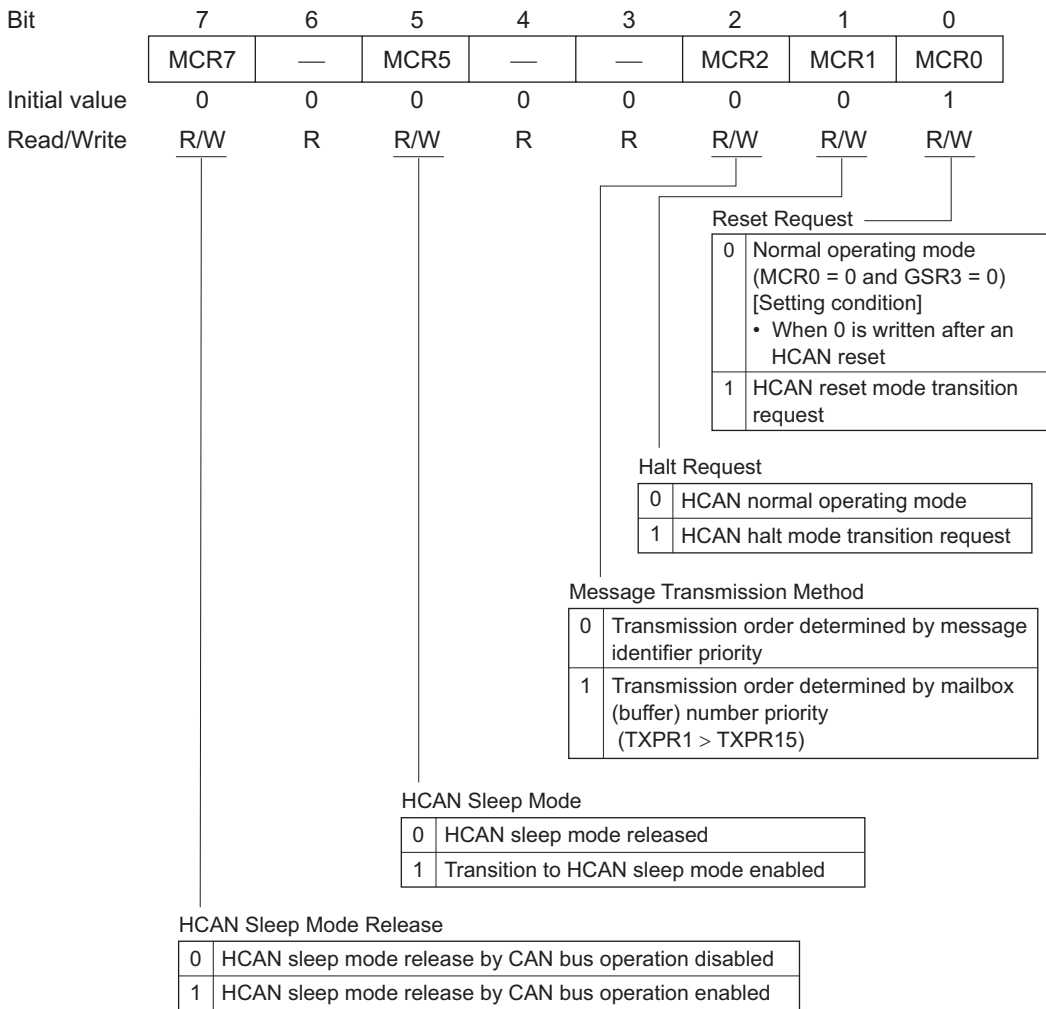 Bit 7 6 5 4 3 2 1 0
MCR7 — MCR5 — — MCR2 MCR1 MCR0
Initial value 0 0 0 0 0 0 0 1
Read/Write R/W R R/W R R R/W R/W R/W
Reset Request
0 Normal operating mode
(MCR0 = 0 and GSR3 = 0)
[Setting condition]
• When 0 is written after an
HCAN reset
1 HCAN reset mode transition
request
Halt Request
0 HCAN normal operating mode
1 HCAN halt mode transition request
Message Transmission Method
0 Transmission order determined by message
identifier priority
1 Transmission order determined by mailbox
(buffer) number priority
(TXPR1 > TXPR15)
HCAN Sleep Mode
0 HCAN sleep mode released
1 Transition to HCAN sleep mode enabled
HCAN Sleep Mode Release
0 HCAN sleep mode release by CAN bus operation disabled
1 HCAN sleep mode release by CAN bus operation enabled